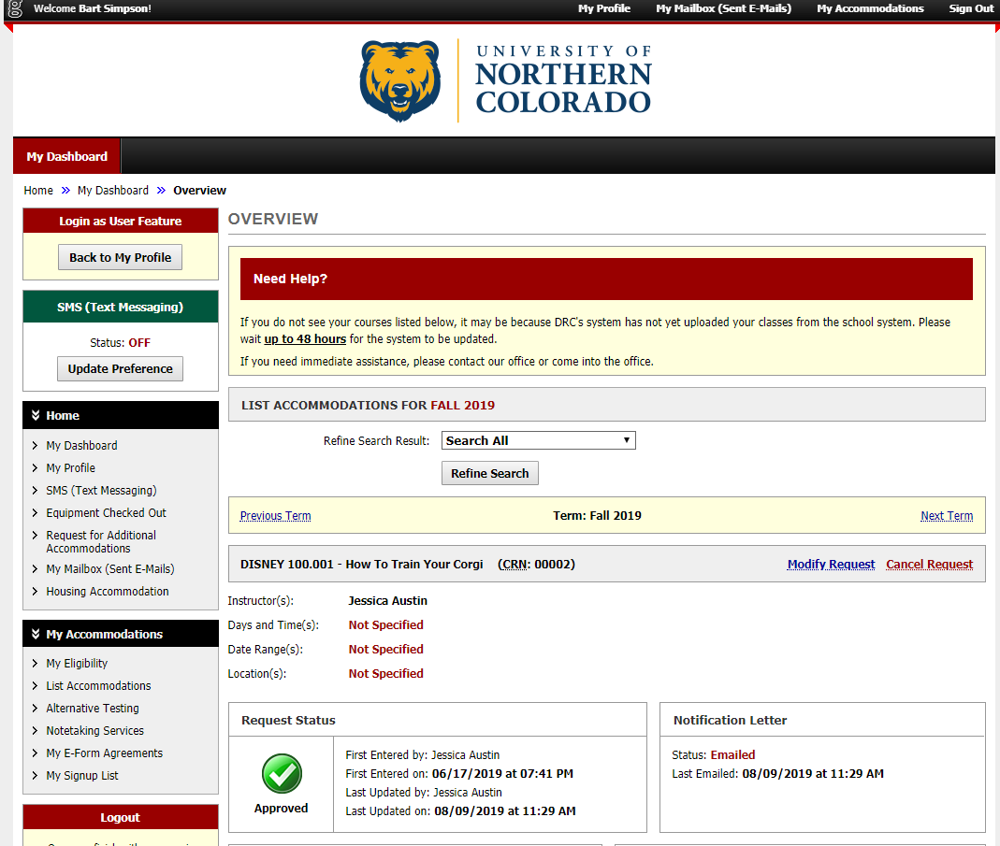 Welcome Bart Simpson!
My Profile My Mailbox (Sent E-Mails) My Accommodations Sign Out
UNIVERSITY OF
NORTHERN
COLORADO
My Dashboard
Home » My Dashboard » Overview
Login as User Feature
Back to My Profile
SMS (Text Messaging)
Status: OFF
Update Preference
Home
My Dashboard
My Profile
SMS (Text Messaging)
Equipment Checked Out
Request for Additional
Accommodations
My Mailbox (Sent E-Mails)
Housing Accommodation
My Accommodations
My Eligibility
List Accommodations
Alternative Testing
Notetaking Services
My E-Form Agreements
My Signup List
Logout
OVERVIEW
Need Help?
If you do not see your courses listed below, it may be because DRC's system has not yet uploaded your classes from the school system. Please
wait up to 48 hours for the system to be updated.
If you need immediate assistance, please contact our office or come into the office.
LIST ACCOMMODATIONS FOR FALL 2019
Refine Search Result: Search All
Refine Search
Previous Term Term: Fall 2019 Next Term
DISNEY 100.001 - How To Train Your Corgi (CRN: 00002) Modify Request Cancel Request
Instructor(s): Jessica Austin
Days and Time(s): Not Specified
Date Range(s): Not Specified
Location(s): Not Specified
Request Status
Approved
First Entered by: Jessica Austin
First Entered on: 06/17/2019 at 07:41 PM
Last Updated by: Jessica Austin
Last Updated on: 08/09/2019 at 11:29 AM
Notification Letter
Status: Emailed
Last Emailed: 08/09/2019 at 11:29 AM